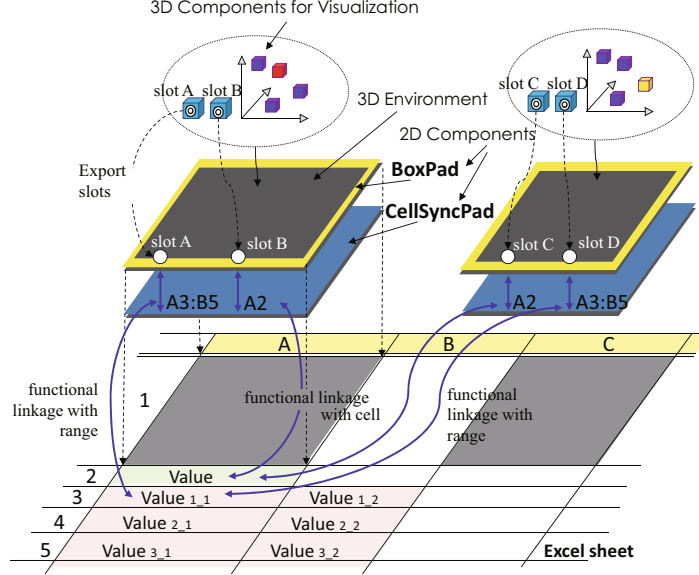 3D Components for Visualization
slot A
slot B
slot C
slot D
3D Environment
2D Components
Export
slots
BoxPad
CellSyncPad
slot A
slot B
slot C
slot D
A3:B5
A2
A2
A3:B5
A
B
C
functional
linkage with
range
1
functional linkage
with cell
functional
linkage with
range
2
Value
3
Value 1_1
Value 1_2
4
Value 2_1
Value 2_2
5
Value 3_1
Value 3_2
Excel sheet